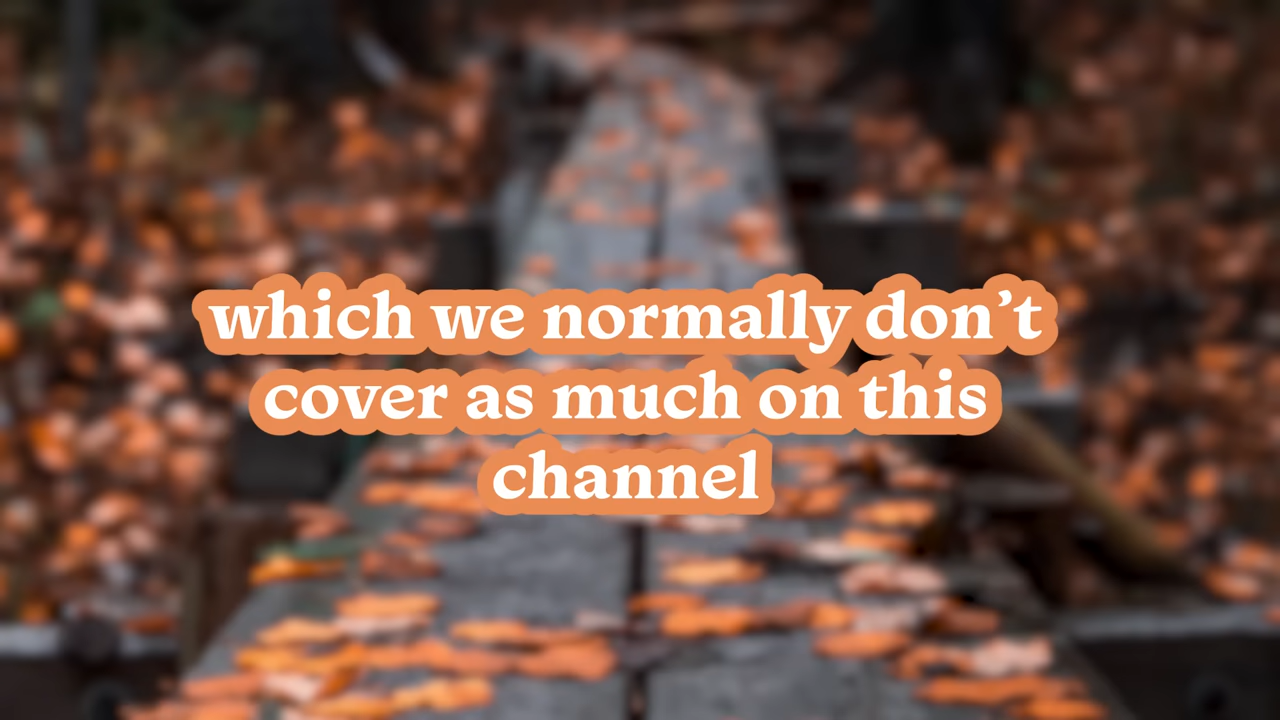 which we normally don’t
cover as much on this
channel